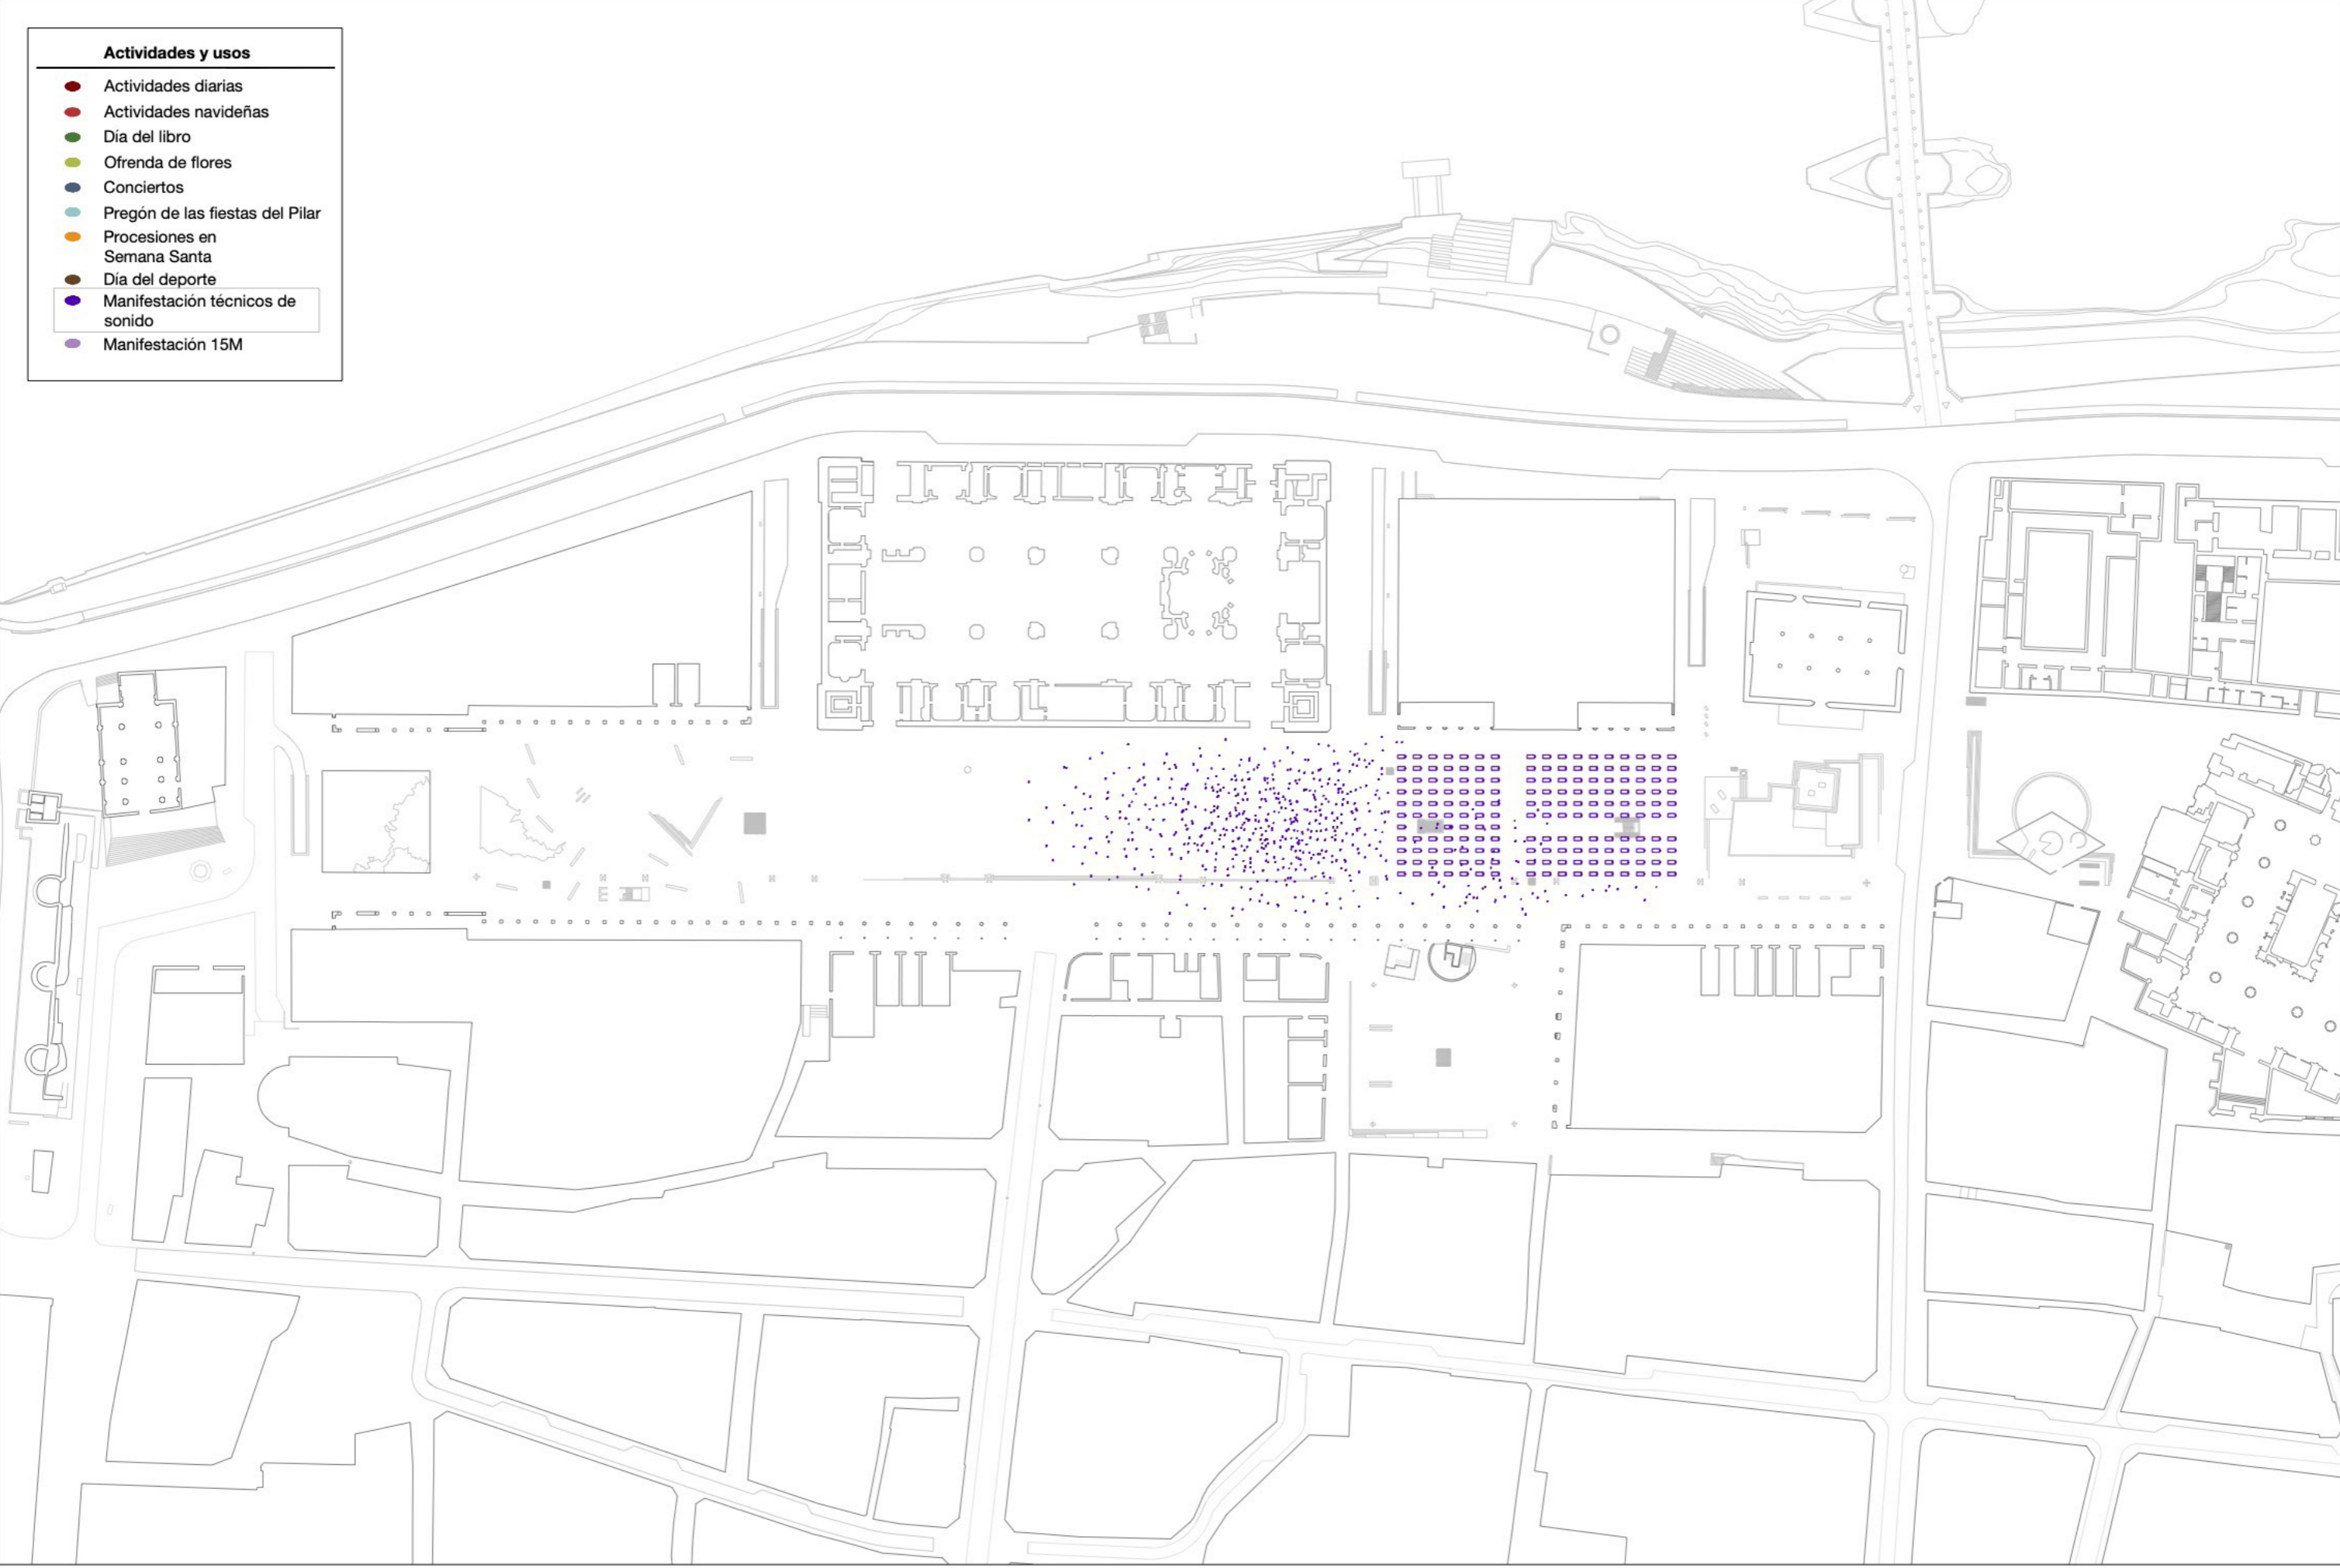 Actividades y usos
Actividades diarias
Actividades navideñas
Día del libro
Ofrenda de flores
Conciertos
Pregón de las fiestas del Pilar
Procesiones en
Semana Santa
Día del deporte
Manifestación técnicos de
sonido
Manifestación 15M